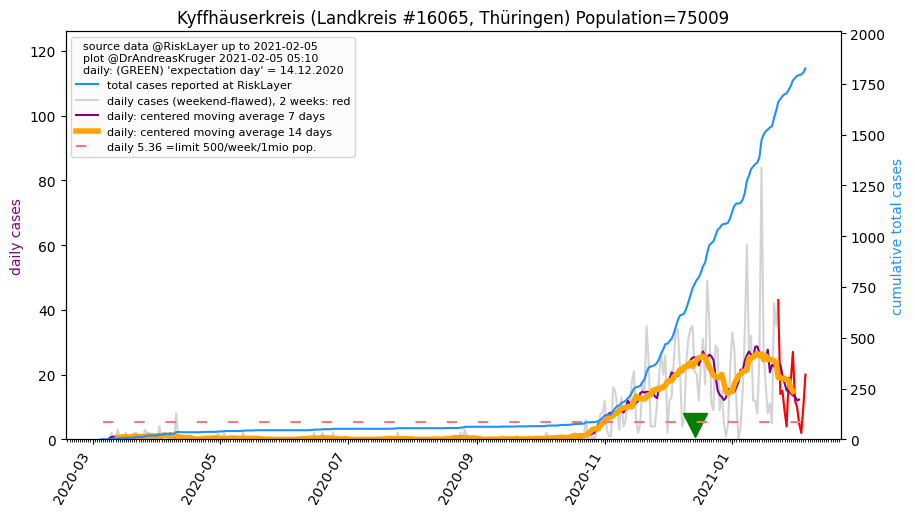 Kyffhäuserkreis (Landkreis #16065, Thüringen) Population=75009
source data @RiskLayer up to 2021-02-05
plot @DrAndreasKruger 2021-02-05 05:10
daily: (GREEN) 'expectation day' = 14.12.2020
total cases reported at RiskLayer
daily cases (weekend-flawed), 2 weeks: red
daily: centered moving average 7 days
daily: centered moving average 14 days
daily 5.36 =limit 500/week/1mio pop.
daily cases
120
100
80
60
40
20
0
cumulative total cases
2000
1750
1500
1250
1000
750
500
250
0
2020-03
2020-05
2020-07
2020-09
2020-11
2021-01